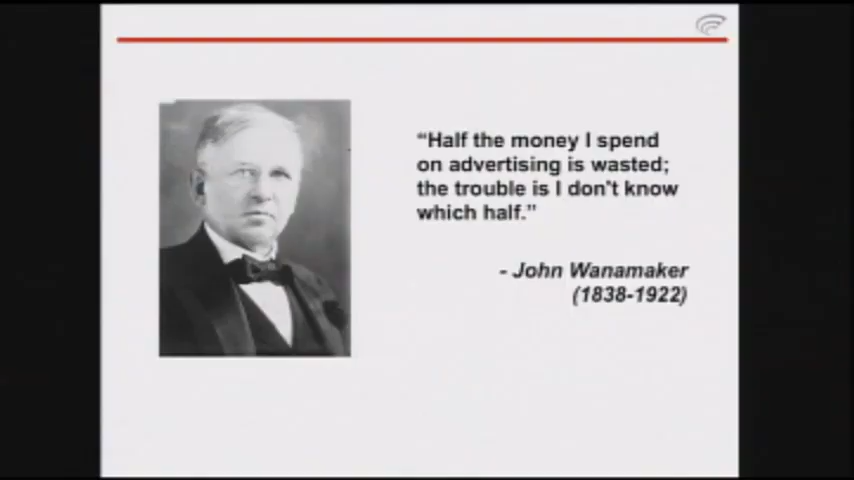 “Half the money I spend
on advertising is wasted;
the trouble is I don't know
which half.”
- John Wanamaker
(1838-1922)